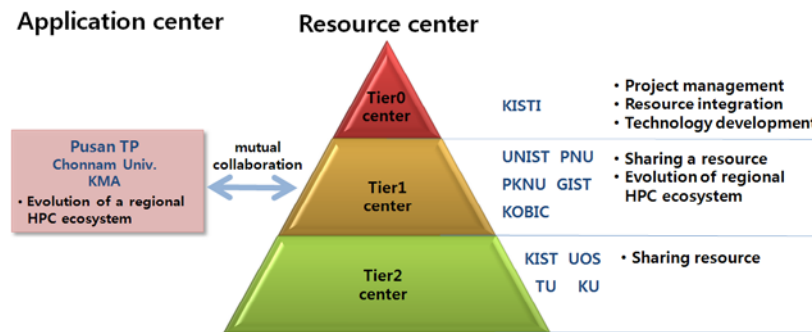 Application center
Resource center
Tier0
center
KISTI
• Project management
• Resource integration
• Technology development
Pusan TP
Chonnam Univ.
KMA
• Evolution of a regional
HPC ecosystem
mutual
collaboration
Tier1
center
UNIST PNU
PKNU GIST
KOBIC
• Sharing a resource
• Evolution of regional
HPC ecosystem
Tier2
center
KIST UOS
TU KU
• Sharing resource